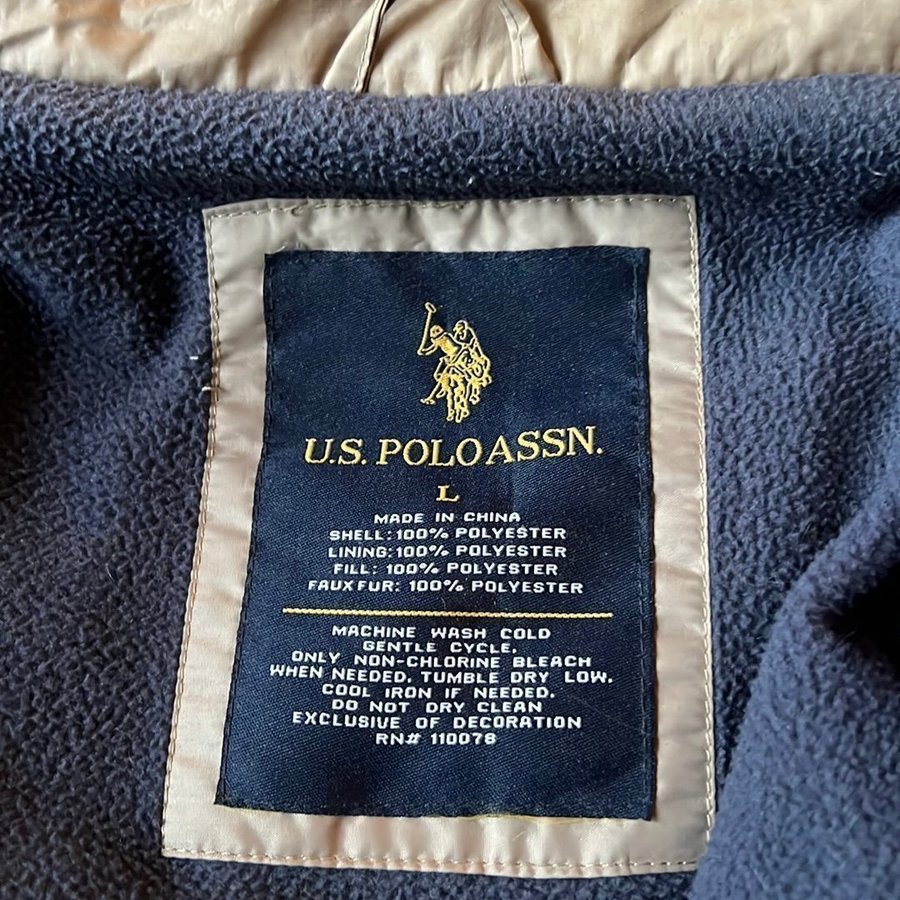 U.S. POLO ASSN.
L
MADE IN CHINA
SHELL: 100% POLYESTER
LINING: 100% POLYESTER
FILL: 100% POLYESTER
FAUX FUR: 100% POLYESTER
MACHINE WASH COLD
GENTLE CYCLE.
ONLY NON-CHLORINE BLEACH
WHEN NEEDED. TUMBLE DRY LOW.
COOL IRON IF NEEDED.
DO NOT DRY CLEAN
EXCLUSIVE OF DECORATION
RN# 110078